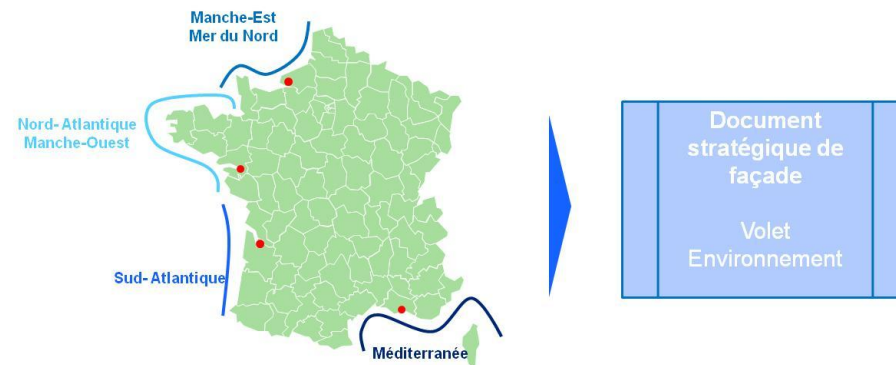 Manche-Est
Mer du Nord
Nord-Atlantique
Manche-Ouest
Sud-Atlantique
Méditerranée
Document
stratégique de
façade
Volet
Environnement